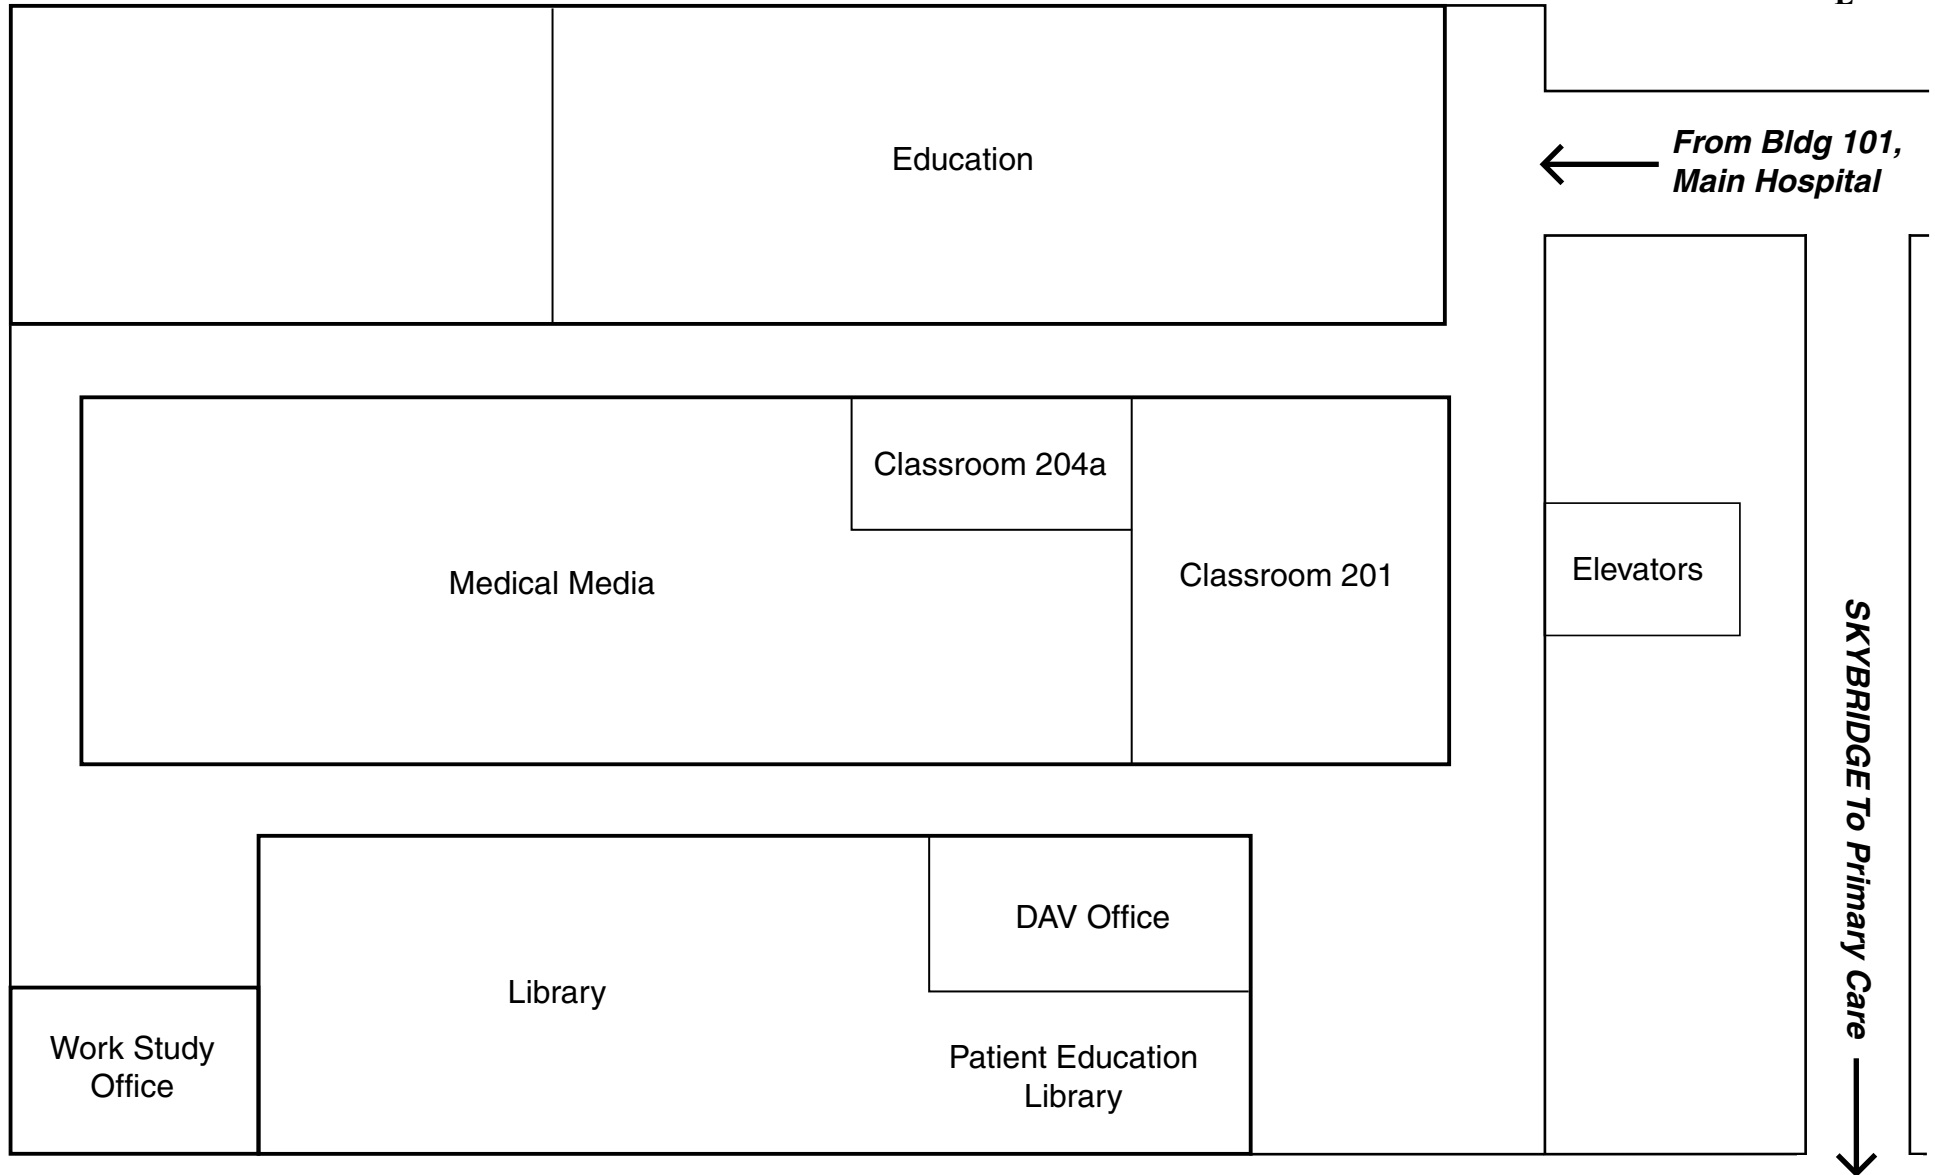 E
Education
From Bldg 101,
Main Hospital
Classroom 204a
Medical Media
Classroom 201
Elevators
SKYBRIDGE To Primary Care
DAV Office
Library
Work Study
Office
Patient Education
Library